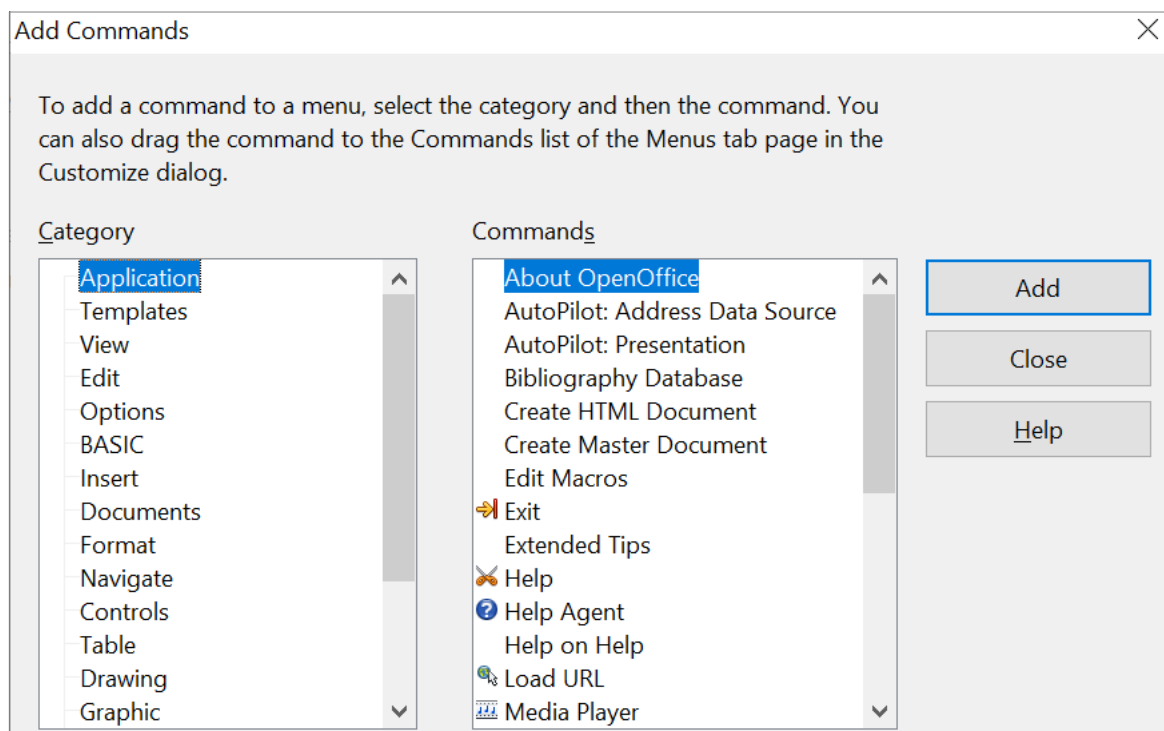 Add Commands
To add a command to a menu, select the category and then the command. You
can also drag the command to the Commands list of the Menus tab page in the
Customize dialog.
Category
Application
Templates
View
Edit
Options
BASIC
Insert
Documents
Format
Navigate
Controls
Table
Drawing
Graphic
Commands
About OpenOffice
AutoPilot: Address Data Source
AutoPilot: Presentation
Bibliography Database
Create HTML Document
Create Master Document
Edit Macros
Exit
Extended Tips
Help
Help Agent
Help on Help
Load URL
Media Player
Add
Close
Help